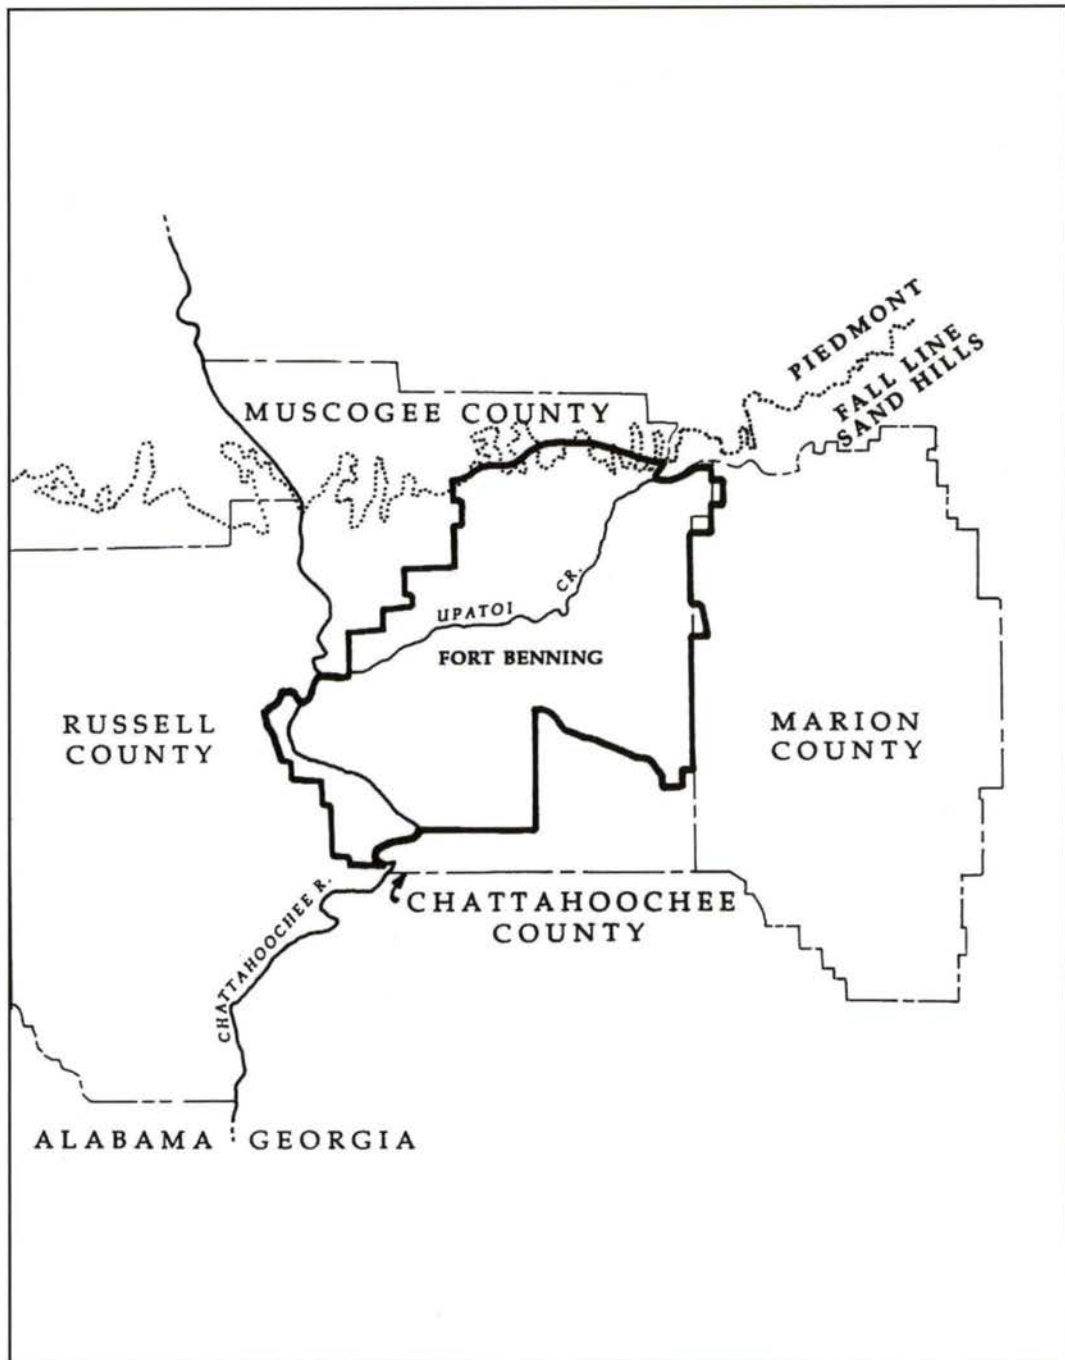 PIEDMONT
FALL LINE
SAND HILLS
MUSCOGEE COUNTY
UPATOI CR.
FORT BENNING
RUSSELL
COUNTY
MARION
COUNTY
CHATTAHOOCHEE R.
CHATTAHOOCHEE
COUNTY
ALABAMA GEORGIA